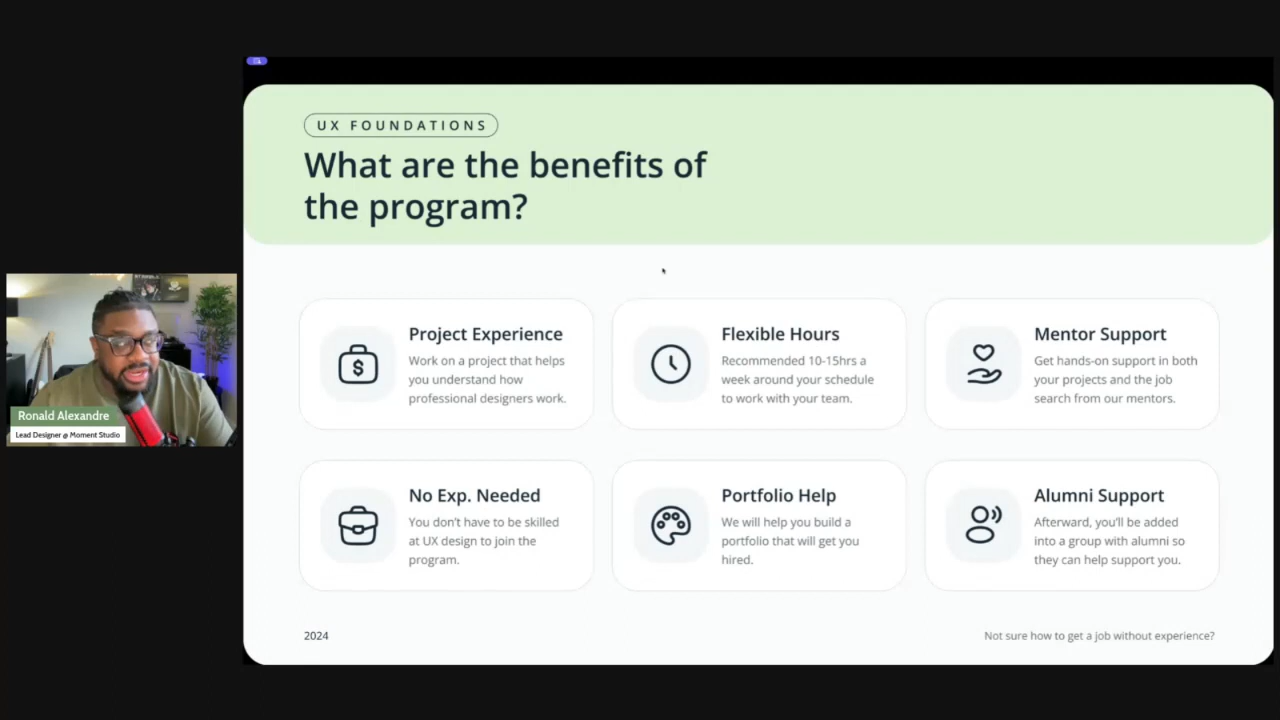 UX FOUNDATIONS
What are the benefits of
the program?
Project Experience
Work on a project that helps
you understand how
professional designers work.
Flexible Hours
Recommended 10-15hrs a
week around your schedule
to work with your team.
Mentor Support
Get hands-on support in both
your projects and the job
search from our mentors.
No Exp. Needed
You don't have to be skilled
at UX design to join the
program.
Portfolio Help
We will help you build a
portfolio that will get you
hired.
Alumni Support
Afterward, you'll be added
into a group with alumni so
they can help support you.
2024
Not sure how to get a job without experience?
Ronald Alexandre
Lead Designer @ Moment Studio